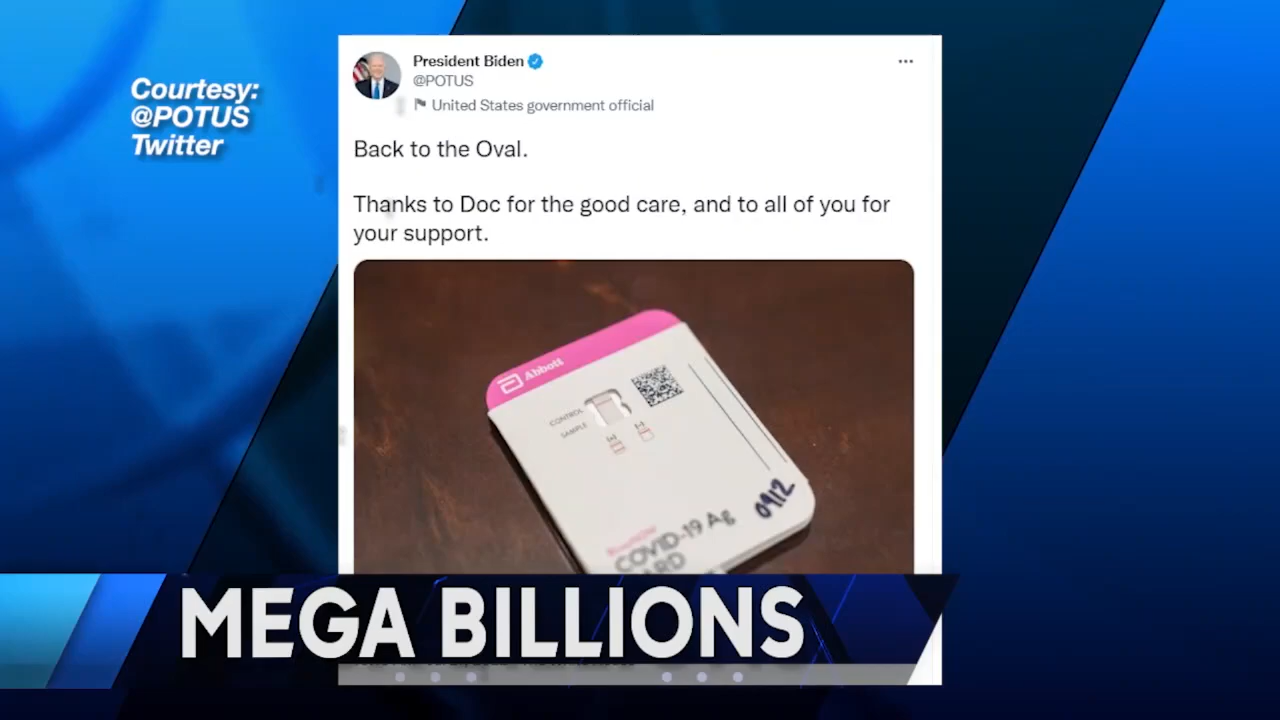 Courtesy:
@POTUS
Twitter
President Biden
@POTUS
United States government official
Back to the Oval.
Thanks to Doc for the good care, and to all of you for
your support.
Abbott
CONTROL
SAMPLE
0912
COVID-19 Ag
MEGA BILLIONS